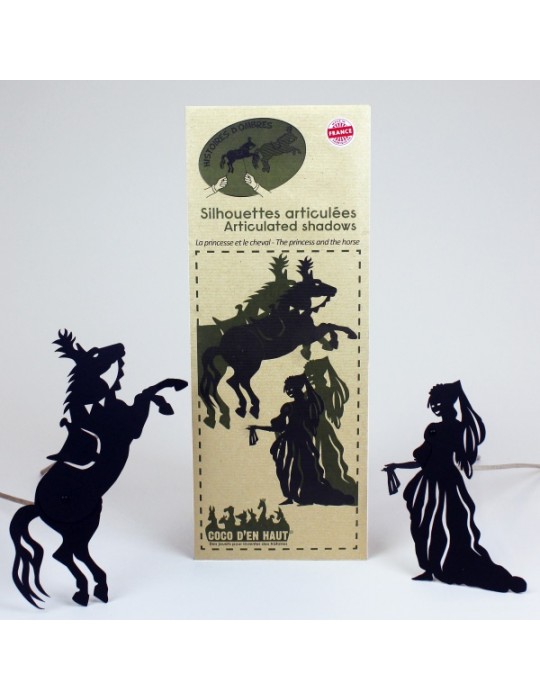 HISTOIRES D'OMBRES
FRANCE
Silhouettes articulées
Articulated shadows
La princesse et le cheval - The princess and the horse
COCO D'EN HAUT